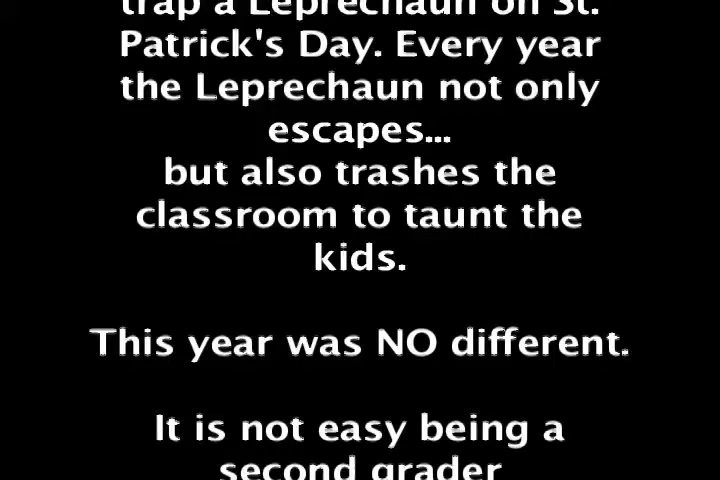 trap a Leprechaun on St.
Patrick's Day. Every year
the Leprechaun not only
escapes...
but also trashes the
classroom to taunt the
kids.
This year was NO different.
It is not easy being a
second grader